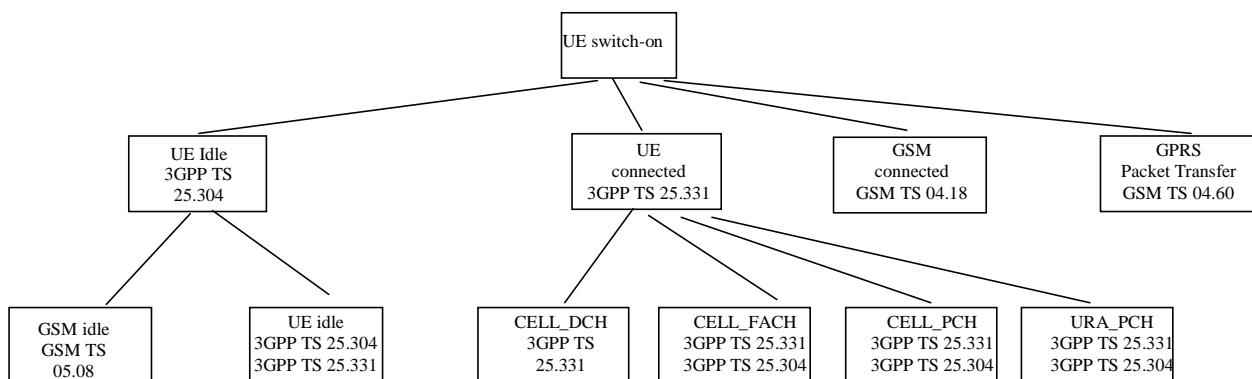 UE switch-on
UE Idle
3GPP TS
25.304
UE
connected
3GPP TS 25.331
GSM
connected
GSM TS 04.18
GPRS
Packet Transfer
GSM TS 04.60
GSM idle
GSM TS
05.08
UE idle
3GPP TS 25.304
3GPP TS 25.331
CELL_DCH
3GPP TS
25.331
CELL_FACH
3GPP TS 25.331
3GPP TS 25.304
CELL_PCH
3GPP TS 25.331
3GPP TS 25.304
URA_PCH
3GPP TS 25.331
3GPP TS 25.304